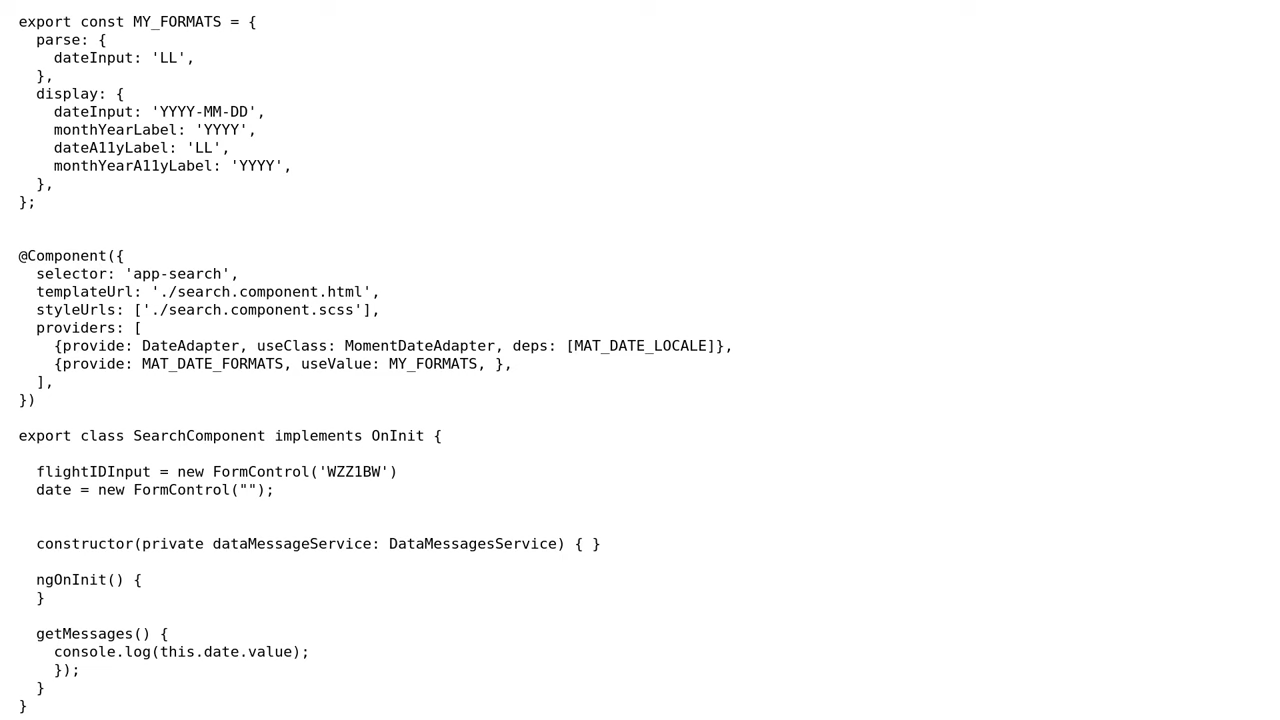 export const MY_FORMATS = {
  parse: {
    dateInput: 'LL',
  },
  display: {
    dateInput: 'YYYY-MM-DD',
    monthYearLabel: 'YYYY',
    dateA11yLabel: 'LL',
    monthYearA11yLabel: 'YYYY',
  },
};
@Component({
  selector: 'app-search',
  templateUrl: './search.component.html',
  styleUrls: ['./search.component.scss'],
  providers: [
    {provide: DateAdapter, useClass: MomentDateAdapter, deps: [MAT_DATE_LOCALE]},
    {provide: MAT_DATE_FORMATS, useValue: MY_FORMATS, },
  ],
})
export class SearchComponent implements OnInit {
  flightIDInput = new FormControl('WZZ1BW')
  date = new FormControl("");
  constructor(private dataMessageService: DataMessagesService) { }
  ngOnInit() {
  }
  getMessages() {
    console.log(this.date.value);
    });
  }
}